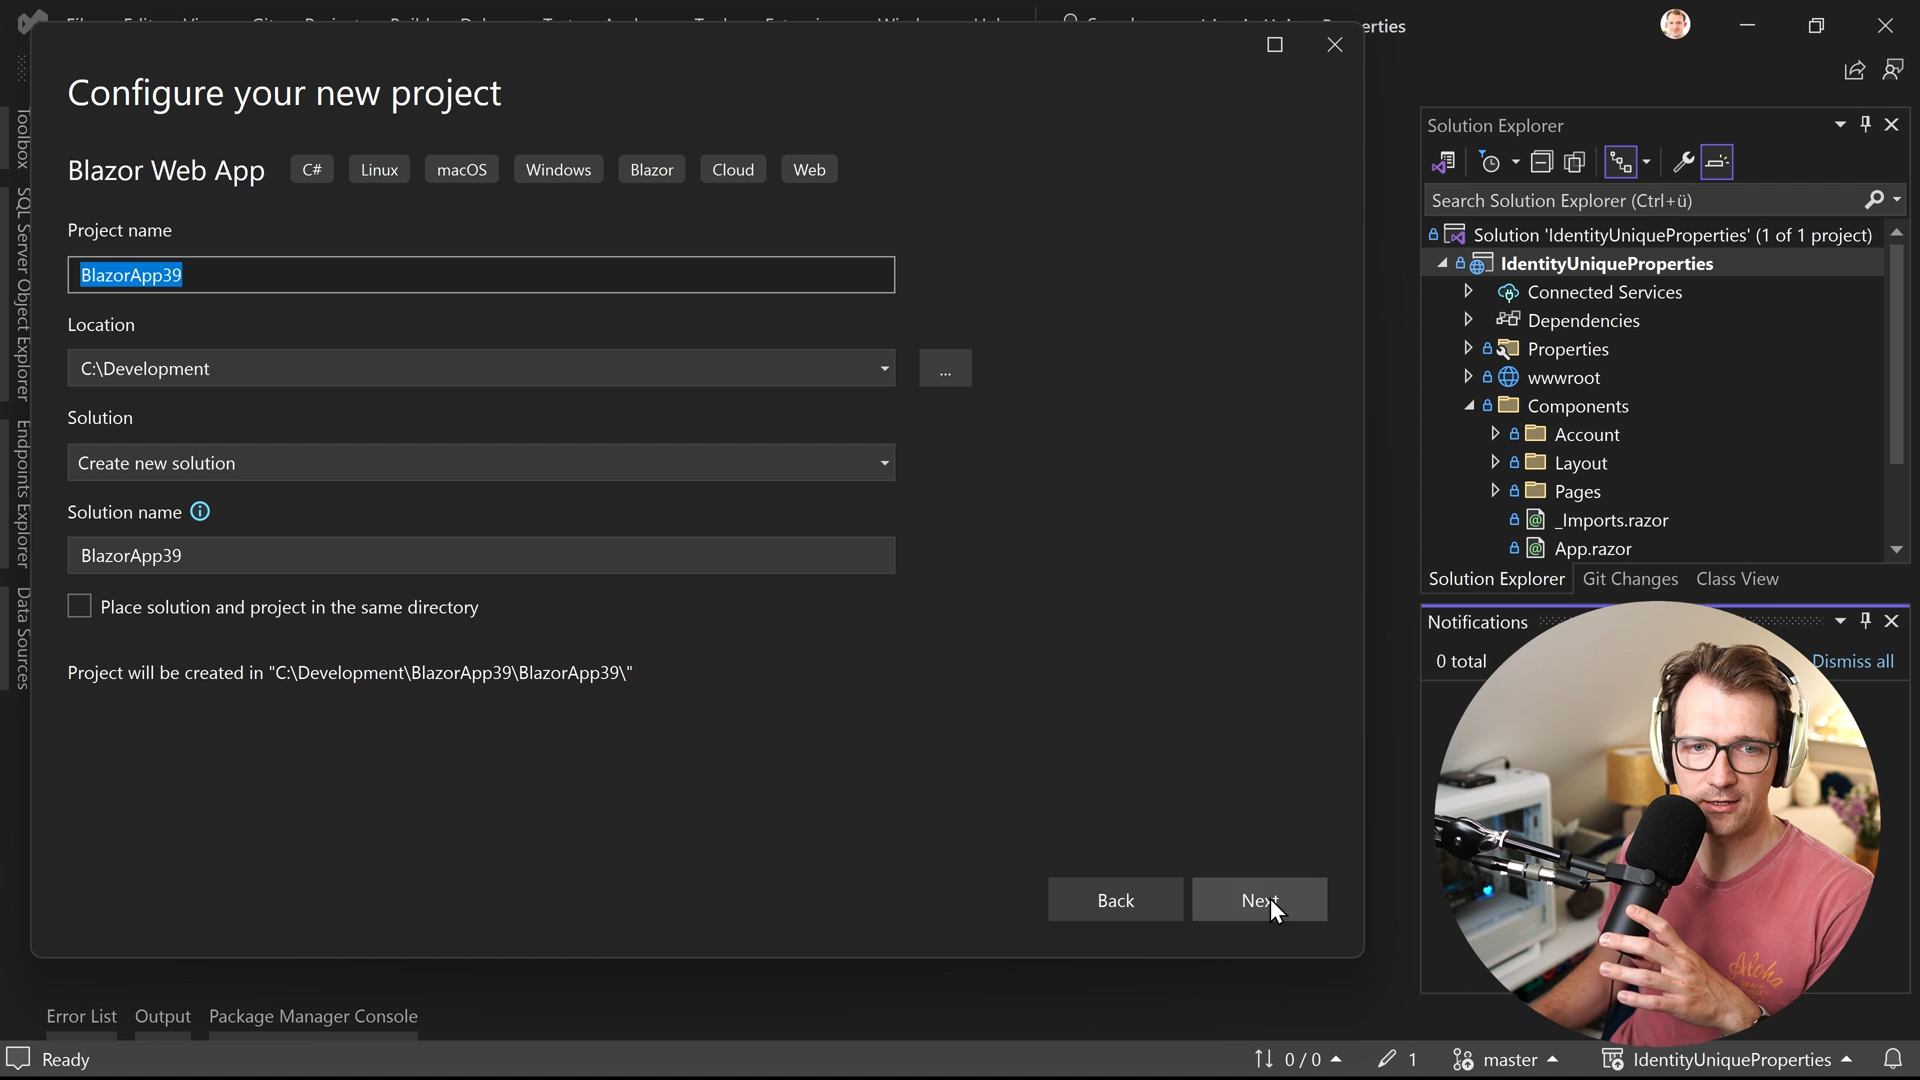 erties
Configure your new project
Blazor Web App
C#
Linux
macOS
Windows
Blazor
Cloud
Web
Project name
BlazorApp39
Location
C:\Development
...
Solution
Create new solution
Solution name
BlazorApp39
Place solution and project in the same directory
Project will be created in "C:\Development\BlazorApp39\BlazorApp39\"
Back
Next
Toolbox
SQL Server Object Explorer
Endpoints Explorer
Data Sources
Solution Explorer
Search Solution Explorer (Ctrl+ü)
Solution 'IdentityUniqueProperties' (1 of 1 project)
IdentityUniqueProperties
Connected Services
Dependencies
Properties
wwwroot
Components
Account
Layout
Pages
_Imports.razor
App.razor
Solution Explorer
Git Changes
Class View
Notifications
0 total
Dismiss all
Aloha
Error List
Output
Package Manager Console
Ready
0 / 0
1
master
IdentityUniqueProperties